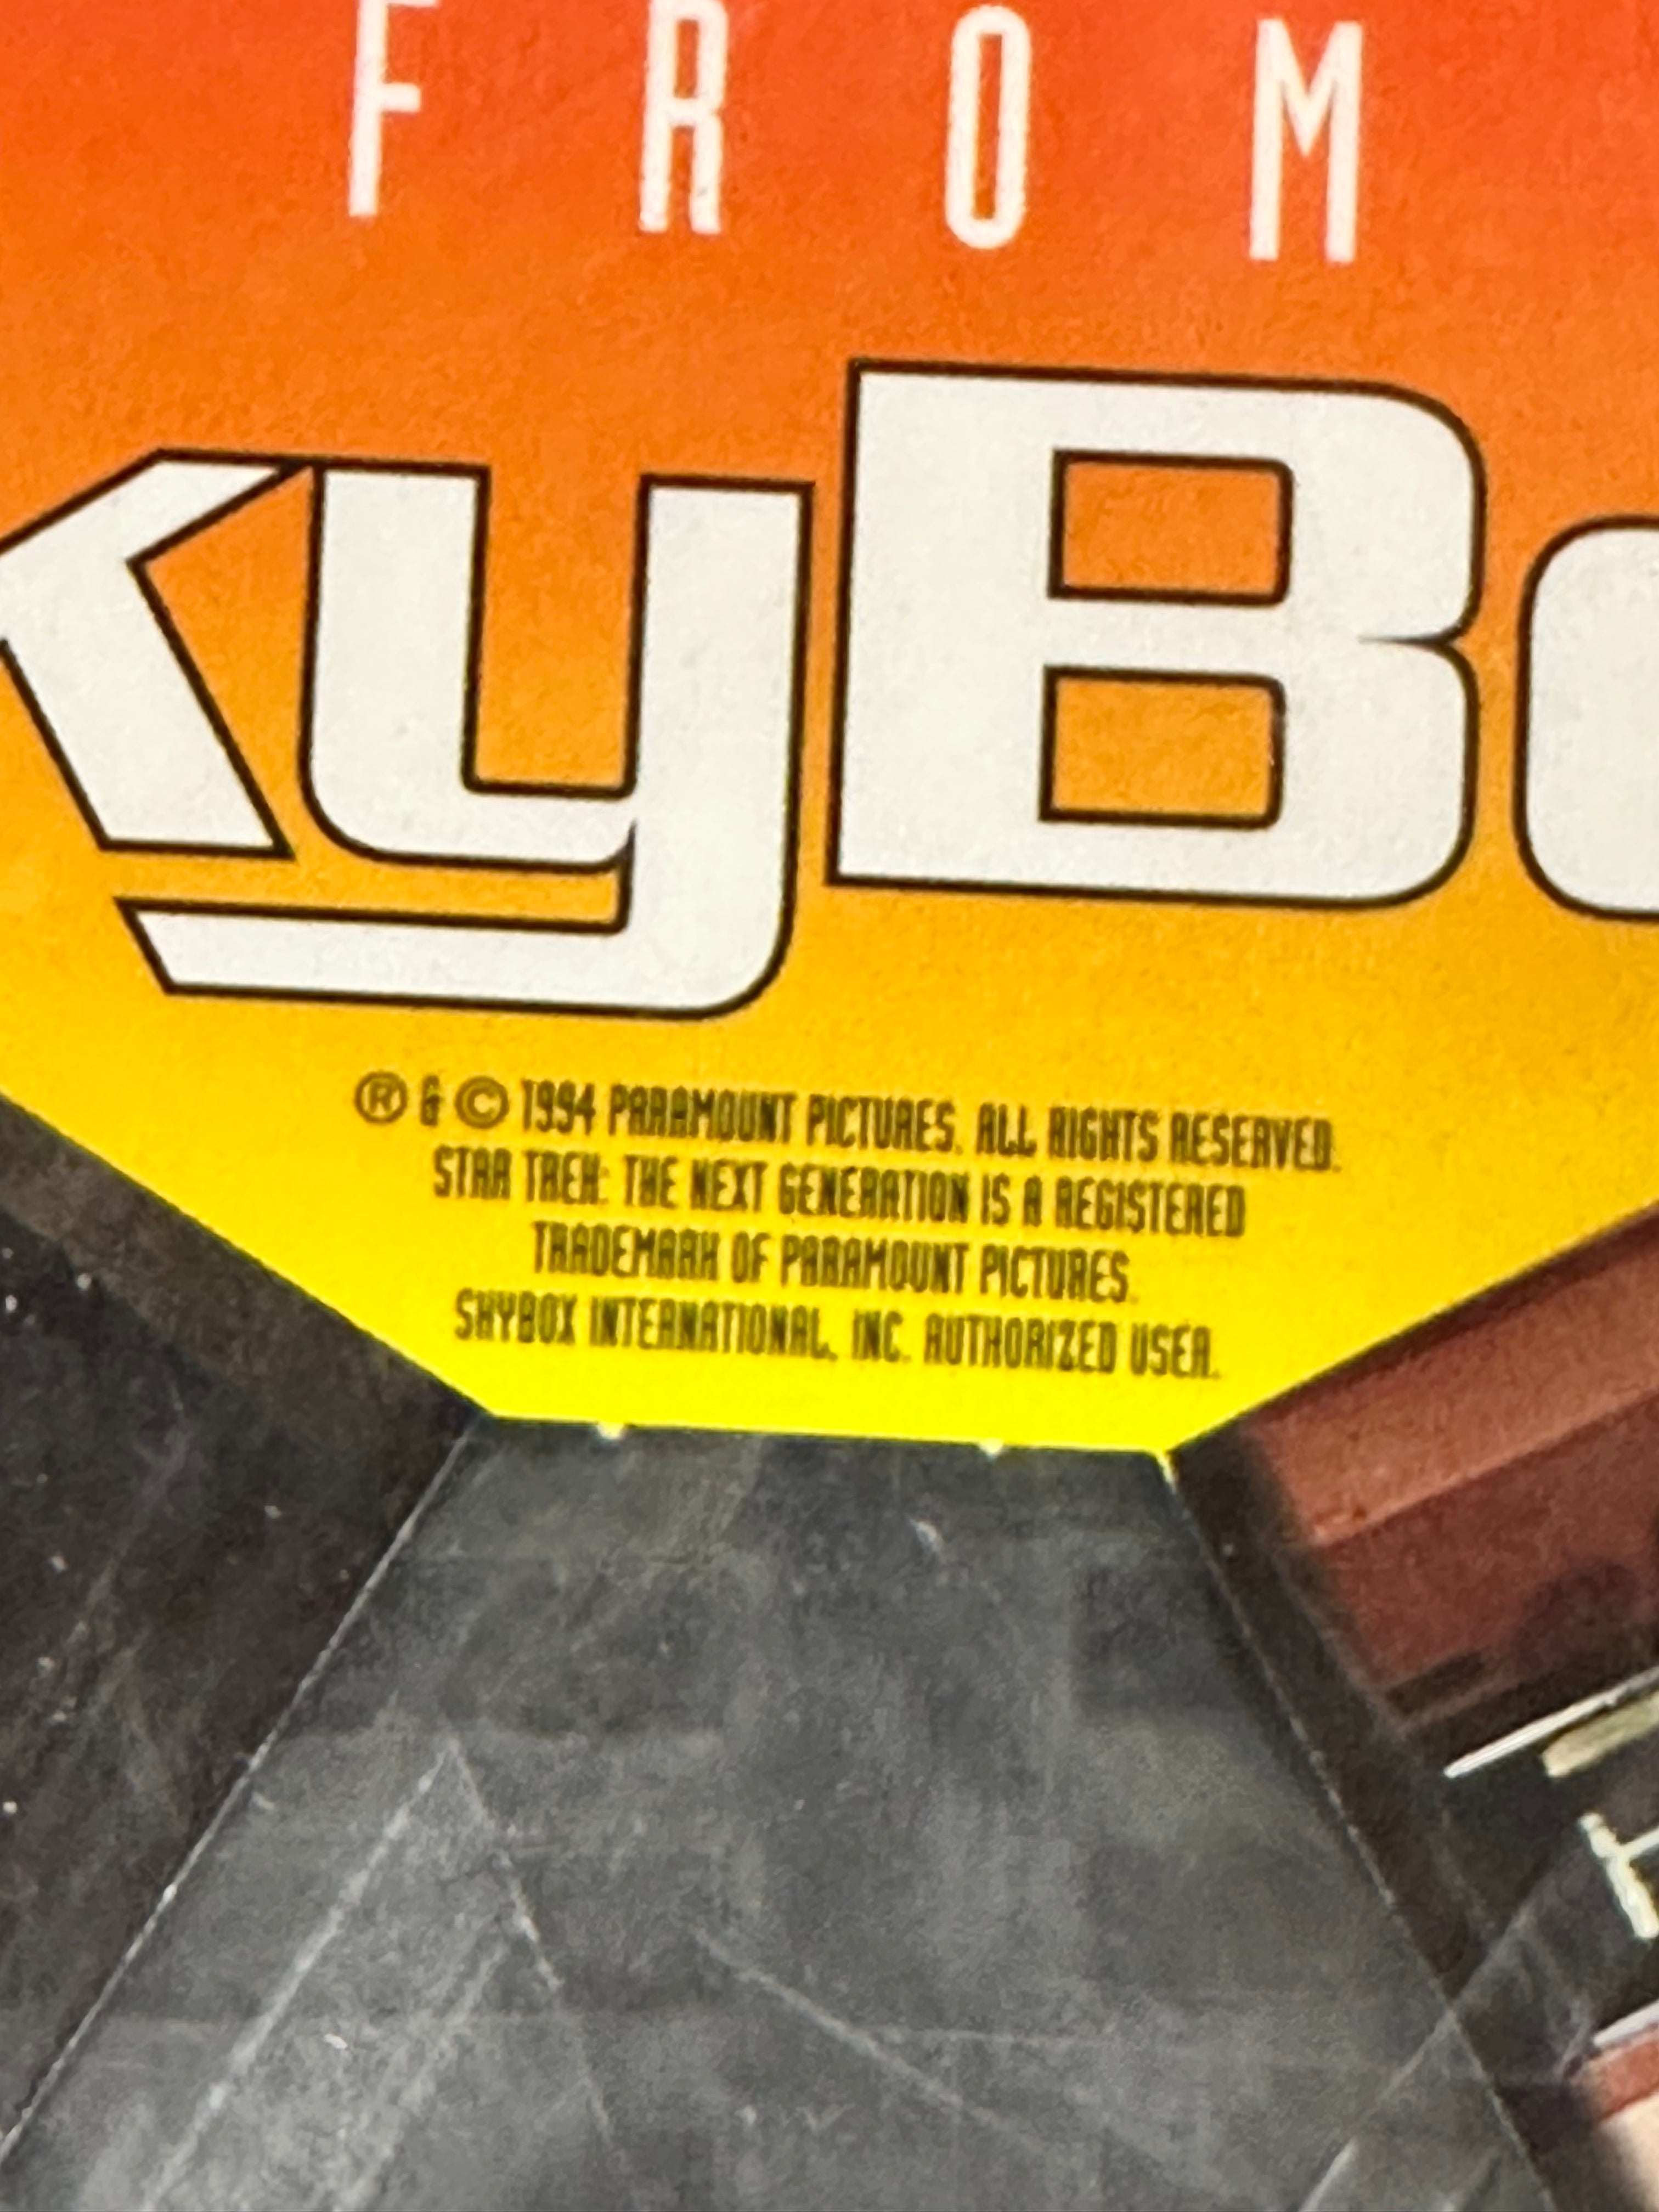 FROM
kyBo
® & © 1994 PARAMOUNT PICTURES. ALL RIGHTS RESERVED.
STAR TREK: THE NEXT GENERATION IS A REGISTERED
TRADEMARK OF PARAMOUNT PICTURES.
SKYBOX INTERNATIONAL, INC. AUTHORIZED USER.